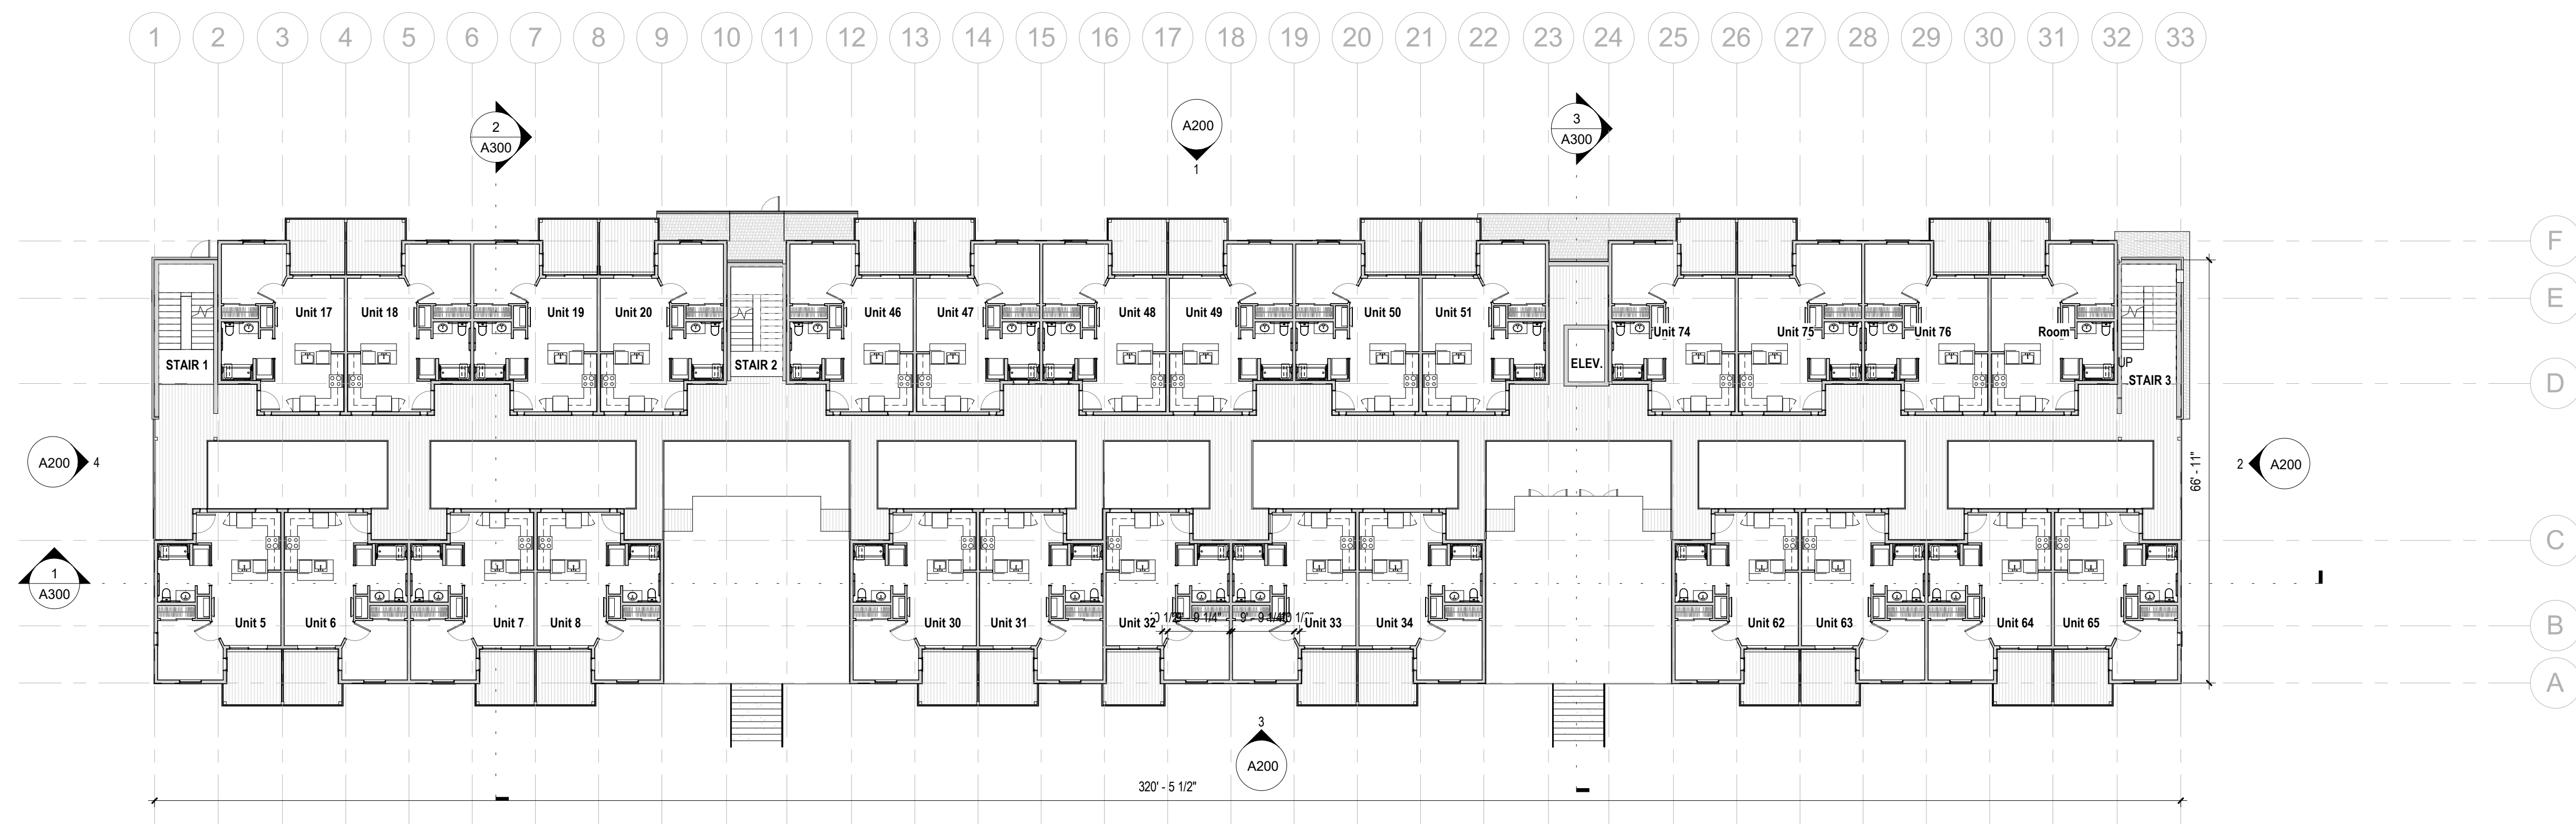 1 2 3 4 5 6 7 8 9 10 11 12 13 14 15 16 17 18 19 20 21 22 23 24 25 26 27 28 29 30 31 32 33
2
A300
A200
1
3
A300
F
E
D
C
B
A
Unit 17 Unit 18 Unit 19 Unit 20 Unit 46 Unit 47 Unit 48 Unit 49 Unit 50 Unit 51
Unit 74 Unit 75 Unit 76 Room
STAIR 1 STAIR 2 ELEV. UP
STAIR 3
A200 4
2 A200
66' - 11"
1
A300
Unit 5 Unit 6 Unit 7 Unit 8 Unit 30 Unit 31 Unit 32 Unit 33 Unit 34 Unit 62 Unit 63 Unit 64 Unit 65
3
A200
320' - 5 1/2"